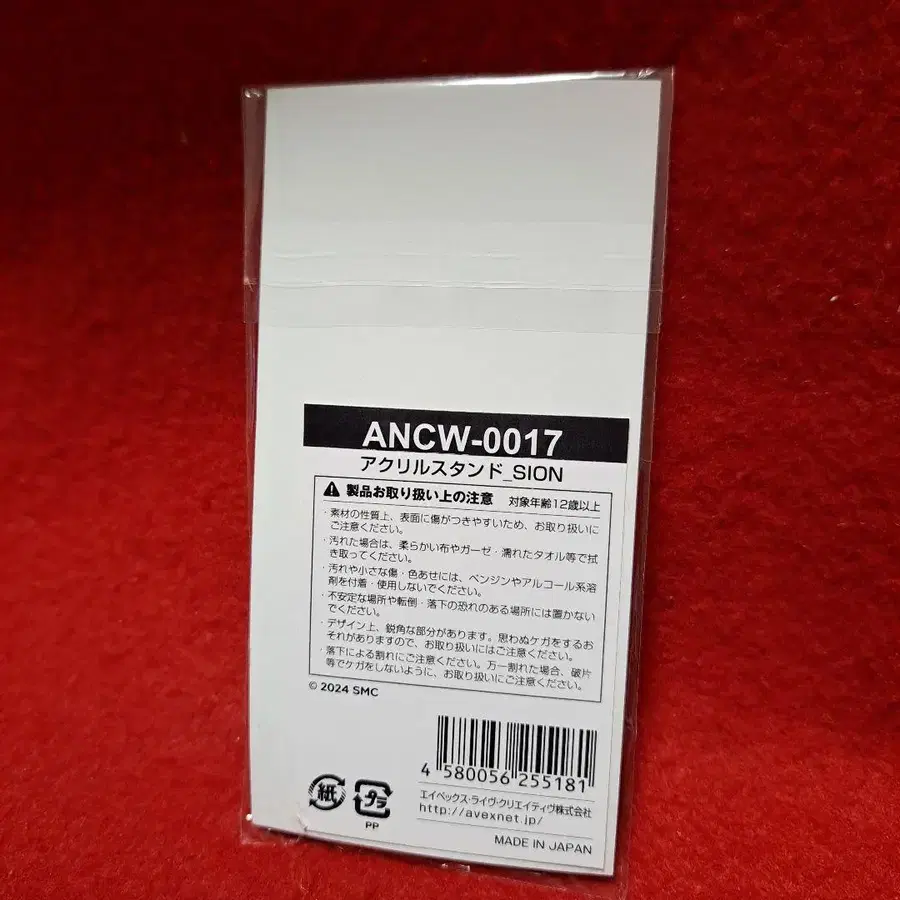 ANCW-0017
アクリルスタンド_SION
製品お取り扱い上の注意 対象年齢12歳以上
・素材の性質上、表面に傷がつきやすいため、お取り扱いに
ご注意ください。
・汚れた場合は、柔らかい布やガーゼ・濡れたタオル等で拭
き取ってください。
・汚れや小さな傷・色あせには、ベンジンやアルコール系溶
剤を付着・使用しないでください。
・不安定な場所や転倒・落下の恐れのある場所には置かない
でください。
・デザイン上、鋭角な部分があります。思わぬケガをするお
それがありますので、お取り扱いにはご注意ください。
・落下による割れにご注意ください。万一割れた場合、破片
等でケガをしないように、お取り扱いにご注意ください。
© 2024 SMC
4 580056 255181
紙
プラ
PP
エイベックス・ライヴ・クリエイティヴ株式会社
http://avexnet.jp/
MADE IN JAPAN